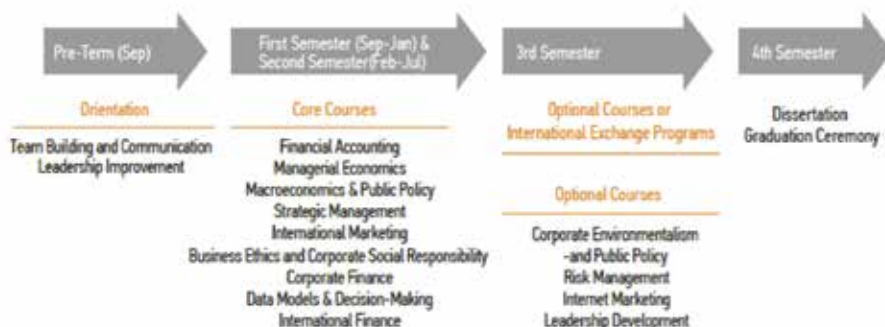 Pre-Term (Sep)
First Semester (Sep-Jan) &
Second Semester(Feb-Jul)
3rd Semester
4th Semester
Orientation
Team Building and Communication
Leadership Improvement
Core Courses
Financial Accounting
Managerial Economics
Macroeconomics & Public Policy
Strategic Management
International Marketing
Business Ethics and Corporate Social Responsibility
Corporate Finance
Data Models & Decision-Making
International Finance
Optional Courses or
International Exchange Programs
Optional Courses
Corporate Environmentalism
-and Public Policy
Risk Management
Internet Marketing
Leadership Development
Dissertation
Graduation Ceremony